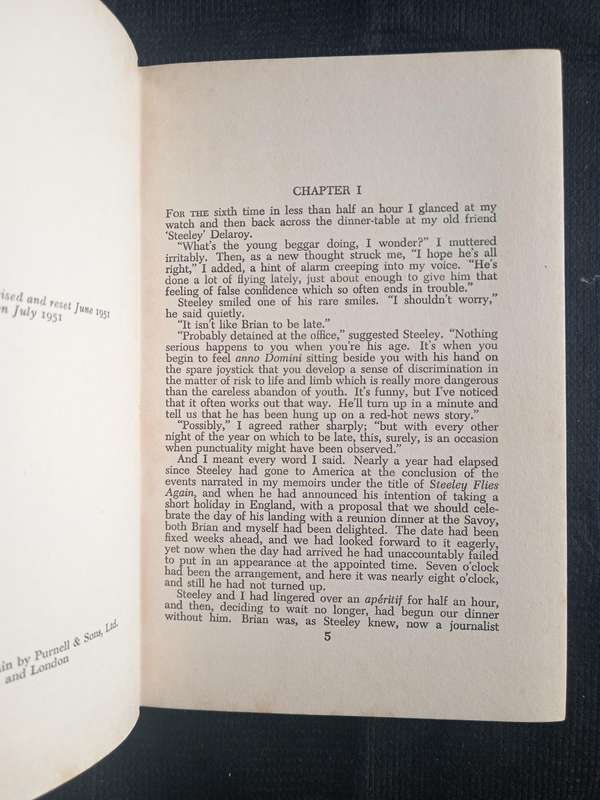 ised and reset June 1951
on July 1951
ain by Purnell & Sons, Ltd.
and London
CHAPTER I
FOR THE sixth time in less than half an hour I glanced at my
watch and then back across the dinner-table at my old friend
'Steeley' Delaroy.
"What's the young beggar doing, I wonder?" I muttered
irritably. Then, as a new thought struck me, "I hope he's all
right," I added, a hint of alarm creeping into my voice. "He's
done a lot of flying lately, just about enough to give him that
feeling of false confidence which so often ends in trouble."
Steeley smiled one of his rare smiles. "I shouldn't worry,"
he said quietly.
"It isn't like Brian to be late."
"Probably detained at the office," suggested Steeley. "Nothing
serious happens to you when you're his age. It's when you
begin to feel anno Domini sitting beside you with his hand on
the spare joystick that you develop a sense of discrimination in
the matter of risk to life and limb which is really more dangerous
than the careless abandon of youth. It's funny, but I've noticed
that it often works out that way. He'll turn up in a minute and
tell us that he has been hung up on a red-hot news story."
"Possibly," I agreed rather sharply; "but with every other
night of the year on which to be late, this, surely, is an occasion
when punctuality might have been observed."
And I meant every word I said. Nearly a year had elapsed
since Steeley had gone to America at the conclusion of the
events narrated in my memoirs under the title of Steeley Flies
Again, and when he had announced his intention of taking a
short holiday in England, with a proposal that we should cele-
brate the day of his landing with a reunion dinner at the Savoy,
both Brian and myself had been delighted. The date had been
fixed weeks ahead, and we had looked forward to it eagerly,
yet now when the day had arrived he had unaccountably failed
to put in an appearance at the appointed time. Seven o'clock
had been the arrangement, and here it was nearly eight o'clock,
and still he had not turned up.
Steeley and I had lingered over an apéritif for half an hour,
and then, deciding to wait no longer, had begun our dinner
without him. Brian was, as Steeley knew, now a journalist
5